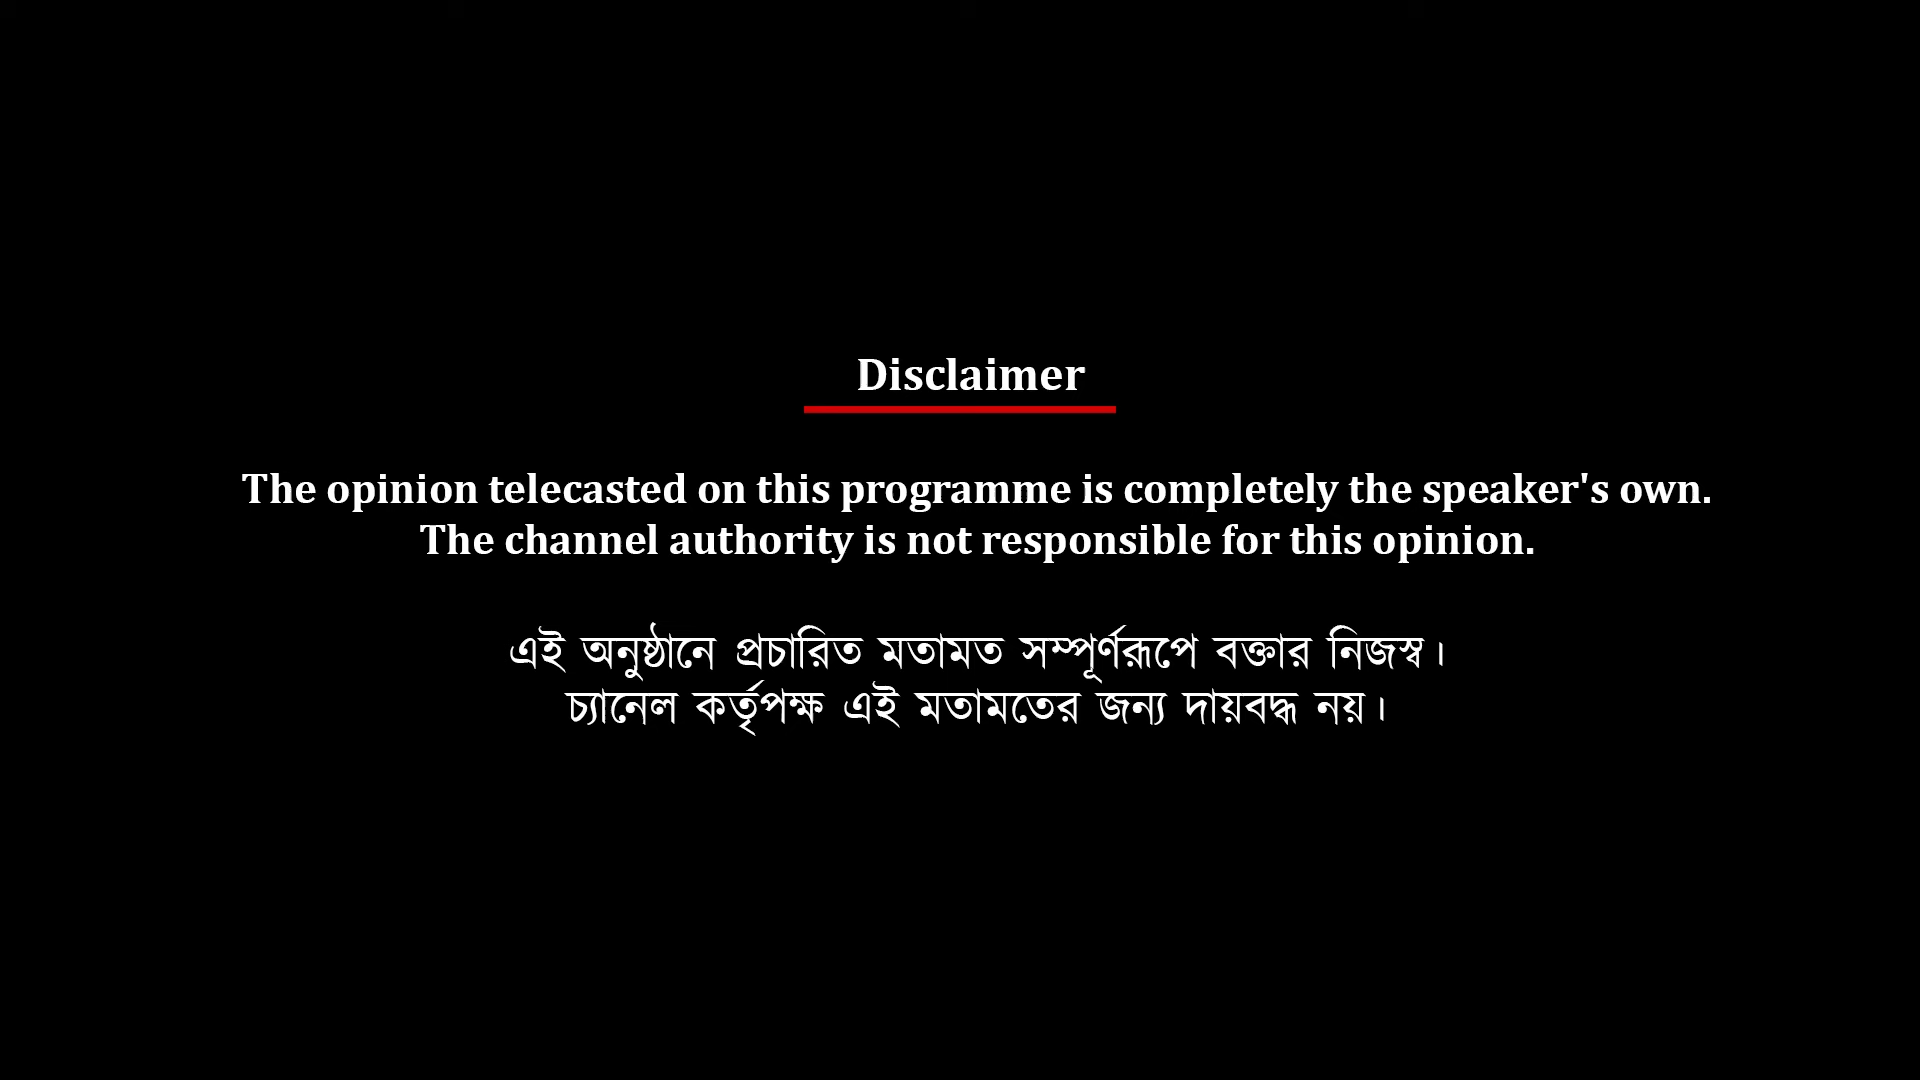 Disclaimer
The opinion telecasted on this programme is completely the speaker's own.
The channel authority is not responsible for this opinion.
এই অনুষ্ঠানে প্রচারিত মতামত সম্পূর্ণরূপে বক্তার নিজস্ব।
চ্যানেল কর্তৃপক্ষ এই মতামতের জন্য দায়বদ্ধ নয়।